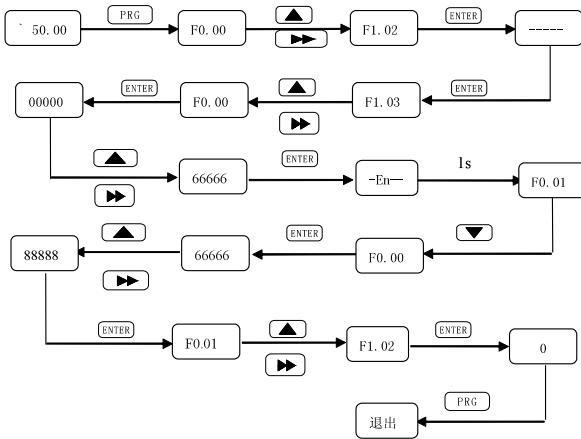 ` 50.00 PRG F0.00 F1.02 ENTER -----
00000 ENTER F0.00 F1.03 ENTER
66666 ENTER -En— 1s F0.01
88888 66666 ENTER F0.00
ENTER F0.01 F1.02 ENTER 0
退出 PRG